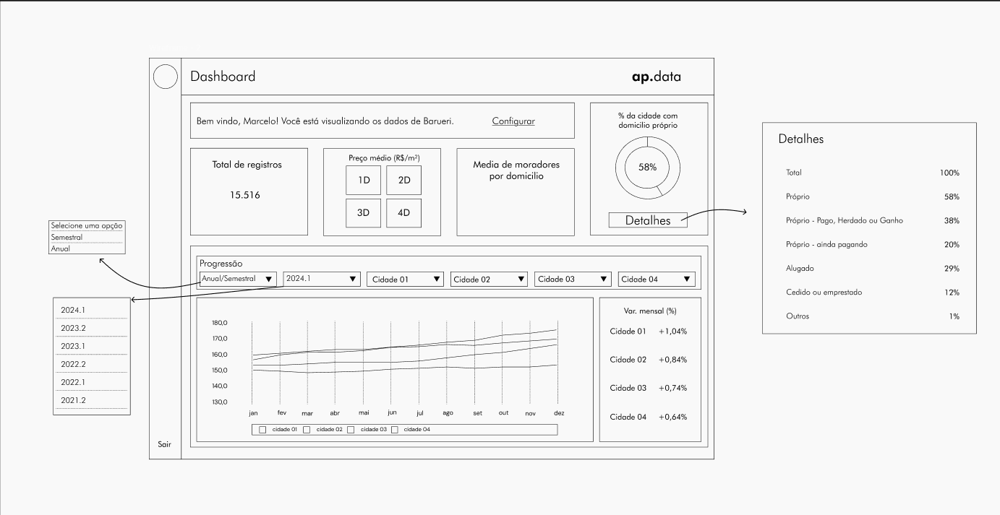 Dashboard
ap.data
Bem vindo, Marcelo! Você está visualizando os dados de Barueri.
Configurar
Total de registros
15.516
Preço médio (R$/m²)
1D
2D
3D
4D
Media de moradores
por domicilio
% da cidade com
domicilio próprio
58%
Detalhes
Progressão
Anual/Semestral
2024.1
Cidade 01
Cidade 02
Cidade 03
Cidade 04
180,0
170,0
160,0
150,0
140,0
130,0
jan
fev
mar
abr
mai
jun
jul
ago
set
out
nov
dez
cidade 01
cidade 02
cidade 03
cidade 04
Var. mensal (%)
Cidade 01 +1,04%
Cidade 02 +0,84%
Cidade 03 +0,74%
Cidade 04 +0,64%
Sair
Selecione uma opção
Semestral
Anual
2024.1
2023.2
2023.1
2022.2
2022.1
2021.2
Detalhes
Total 100%
Próprio 58%
Próprio - Pago, Herdado ou Ganho 38%
Próprio - ainda pagando 20%
Alugado 29%
Cedido ou emprestado 12%
Outros 1%